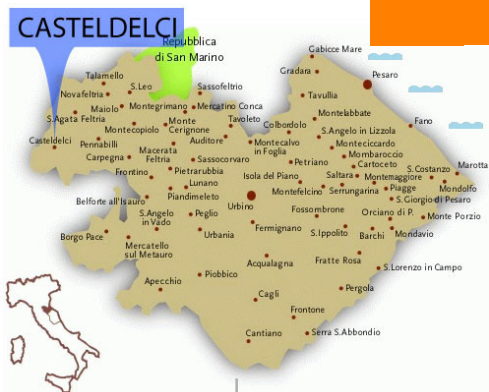 CASTELDELCI
Repubblica
di San Marino
Gabicce Mare
Gradara
Pesaro
Talamello
S.Leo
Sassofeltrio
Novafeltria
Tavullia
Maiolo
Montegrimano
Mercatino Conca
Montelabbate
S.Agata Feltria
Monte
Cerignone
Tavoleto
Colbordolo
Fano
Montecopiolo
Auditore
S.Angelo in Lizzola
Casteldelci
Pennabilli
Macerata
Feltria
Montecalvo
in Foglia
Monteciccardo
Mombaroccio
Carpegna
Sassocorvaro
Petriano
Cartoceto
S.Costanzo
Marotta
Frontino
Pietrarubbia
Isola del Piano
Saltara
Montemaggiore
Lunano
Montefelcino
Serrungarina
Piagge
Mondolfo
Belforte all'Isauro
Piandimeleto
Urbino
S.Giorgio di Pesaro
S.Angelo
in Vado
Peglio
Fossombrone
Orciano di P.
Monte Porzio
Borgo Pace
Urbania
Fermignano
S.Ippolito
Barchi
Mondavio
Mercatello
sul Metauro
Acqualagna
Fratte Rosa
S.Lorenzo in Campo
Apecchio
Piobbico
Cagli
Pergola
Frontone
Cantiano
Serra S.Abbondio